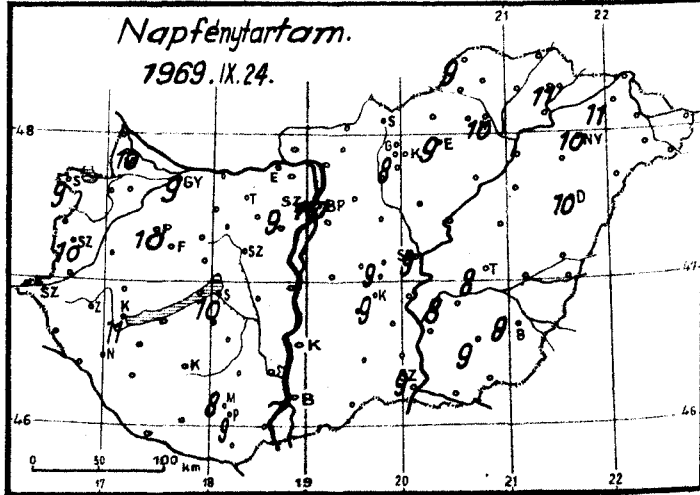 Napfénytartam.
1969.IX.24.
21 22
48
9 11 11
S
10
G K 9 E 10 NY
8
10
9 S 9 GY E T SZ BP
10 D
10 SZ 10 P F 9
SZ
S 9
47
SZ Z K 10 S 9 9 K 8 T
11 8 8 B
N K K 9
9 SZ
46 8 M 9 P B 46
0 50 100 km
17 18 19 20 21 22